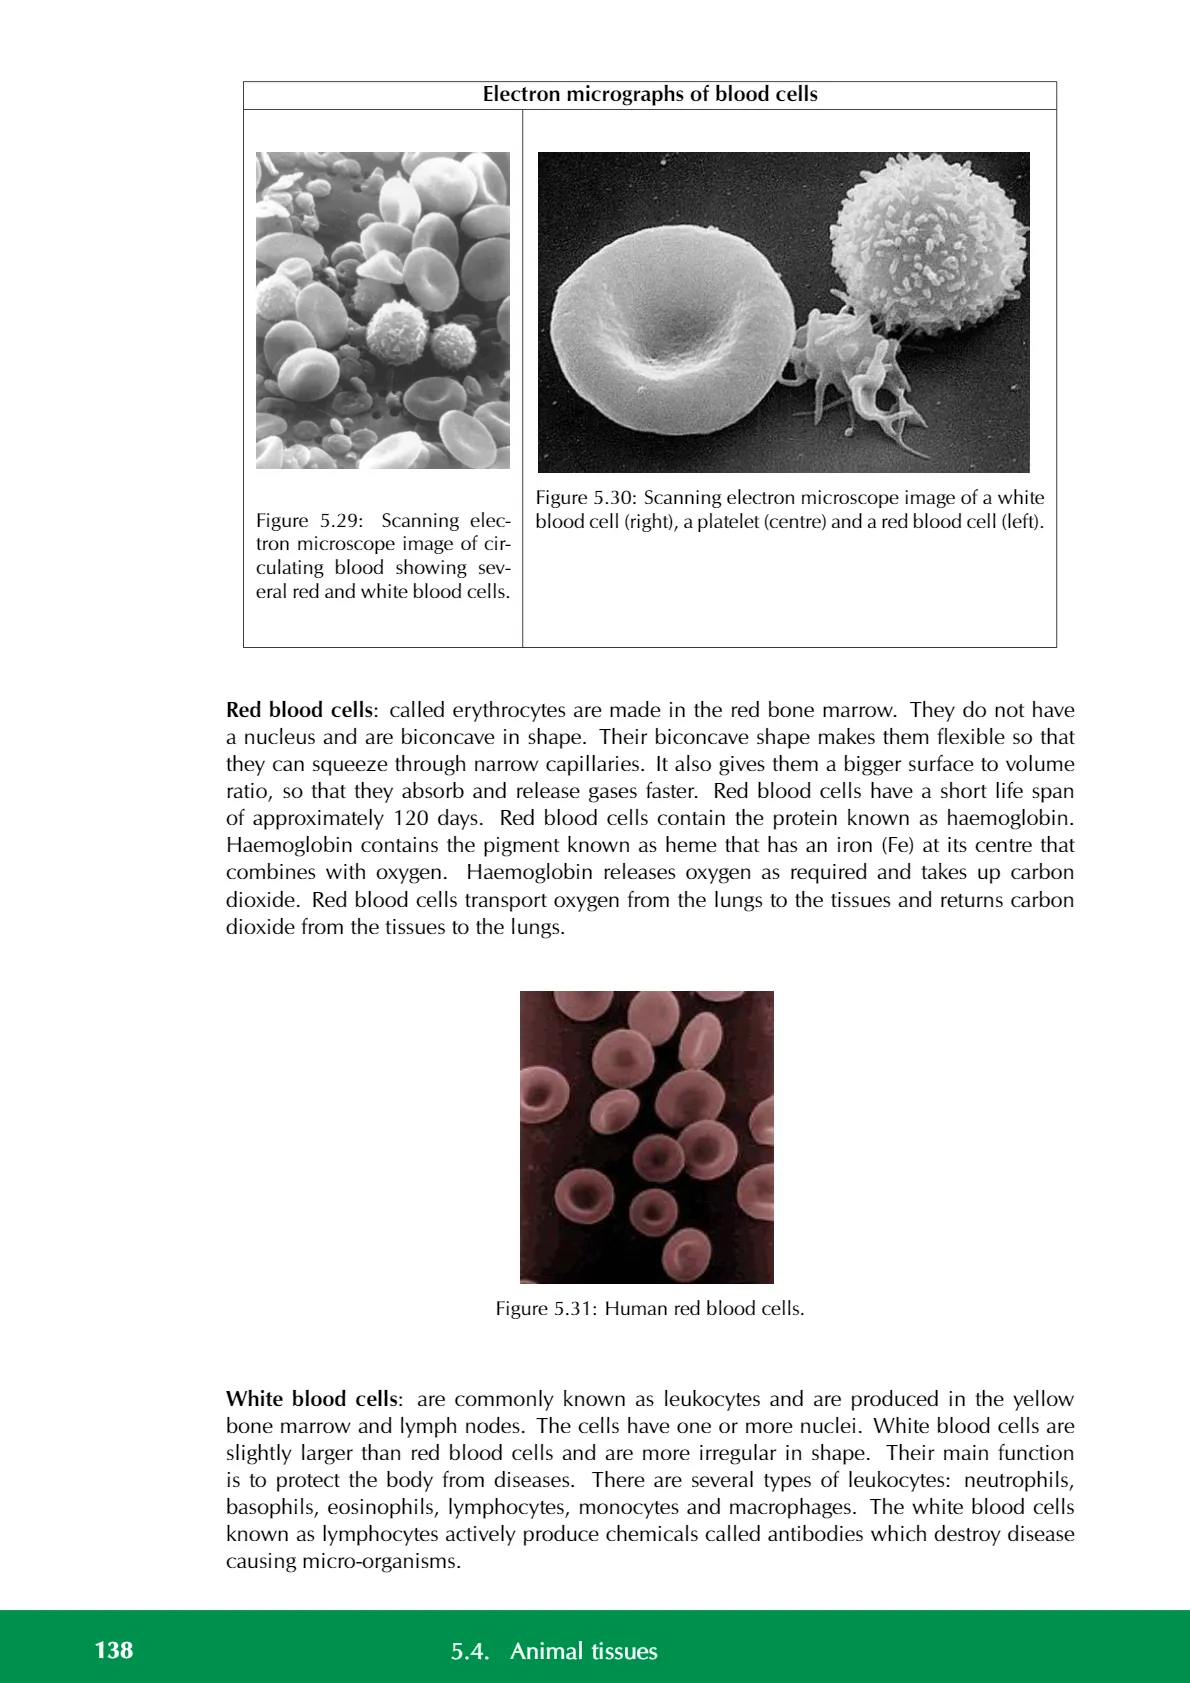 Electron micrographs of blood cells
Figure 5.29: Scanning elec-
tron microscope image of cir-
culating blood showing sev-
eral red and white blood cells.
Figure 5.30: Scanning electron microscope image of a white
blood cell (right), a platelet (centre) and a red blood cell (left).
Red blood cells: called erythrocytes are made in the red bone marrow. They do not have
a nucleus and are biconcave in shape. Their biconcave shape makes them flexible so that
they can squeeze through narrow capillaries. It also gives them a bigger surface to volume
ratio, so that they absorb and release gases faster. Red blood cells have a short life span
of approximately 120 days. Red blood cells contain the protein known as haemoglobin.
Haemoglobin contains the pigment known as heme that has an iron (Fe) at its centre that
combines with oxygen. Haemoglobin releases oxygen as required and takes up carbon
dioxide. Red blood cells transport oxygen from the lungs to the tissues and returns carbon
dioxide from the tissues to the lungs.
Figure 5.31: Human red blood cells.
White blood cells: are commonly known as leukocytes and are produced in the yellow
bone marrow and lymph nodes. The cells have one or more nuclei. White blood cells are
slightly larger than red blood cells and are more irregular in shape. Their main function
is to protect the body from diseases. There are several types of leukocytes: neutrophils,
basophils, eosinophils, lymphocytes, monocytes and macrophages. The white blood cells
known as lymphocytes actively produce chemicals called antibodies which destroy disease
causing micro-organisms.
138 5.4. Animal tissues